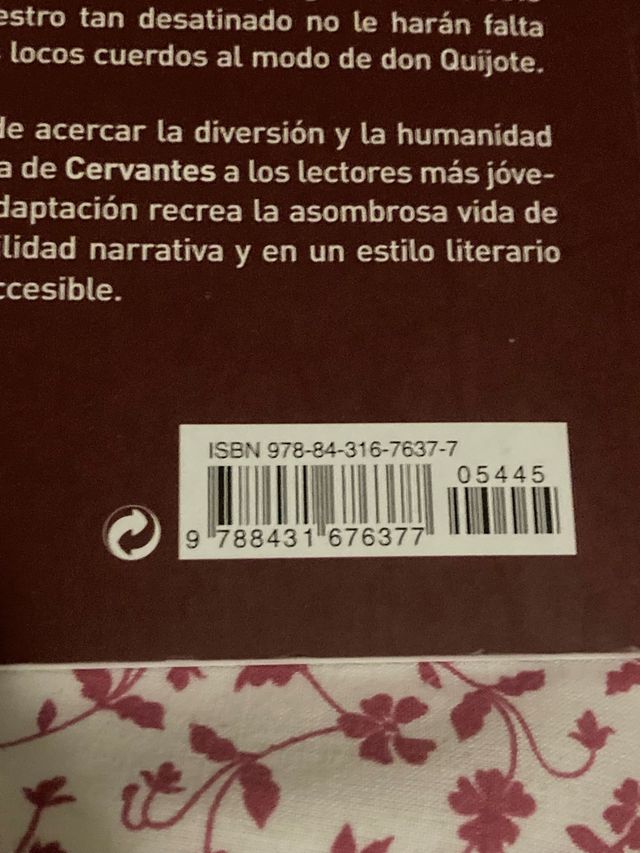 estro tan desatinado no le harán falta
locos cuerdos al modo de don Quijote.
de acercar la diversión y la humanidad
a de Cervantes a los lectores más jóve-
daptación recrea la asombrosa vida de
ilidad narrativa y en un estilo literario
ccesible.
ISBN 978-84-316-7637-7
05445
9 788431 676377